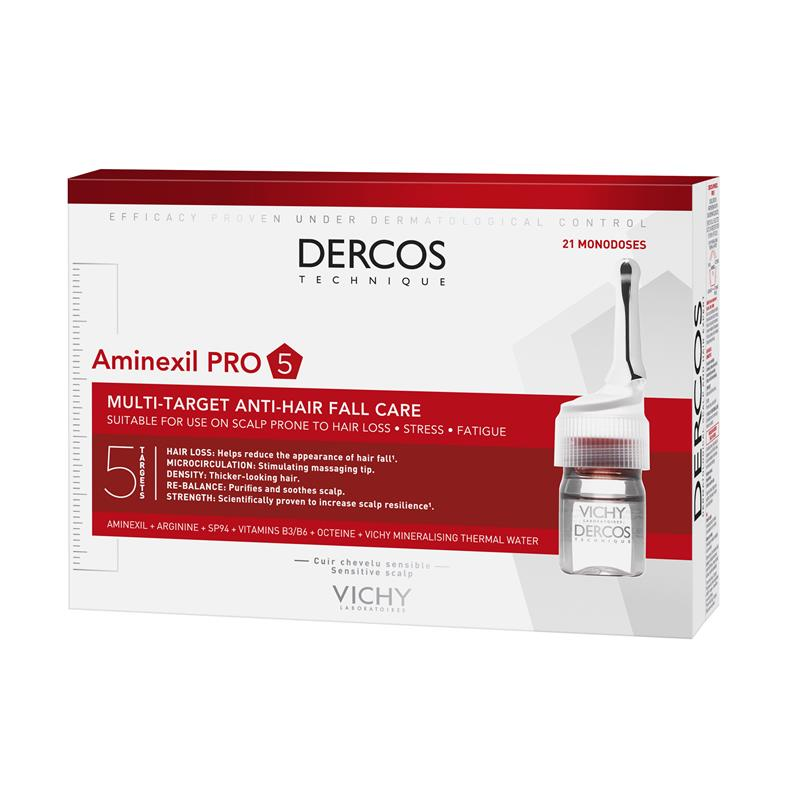 EFFICACY PROVEN UNDER DERMATOLOGICAL CONTROL
DERCOS
TECHNIQUE
21 MONODOSES
Aminexil PRO 5
MULTI-TARGET ANTI-HAIR FALL CARE
SUITABLE FOR USE ON SCALP PRONE TO HAIR LOSS • STRESS • FATIGUE
5 TARGETS
HAIR LOSS: Helps reduce the appearance of hair fall¹.
MICROCIRCULATION: Stimulating massaging tip.
DENSITY: Thicker-looking hair.
RE-BALANCE: Purifies and soothes scalp.
STRENGTH: Scientifically proven to increase scalp resilience¹.
AMINEXIL + ARGININE + SP94 + VITAMINS B3/B6 + OCTEINE + VICHY MINERALISING THERMAL WATER
Cuir chevelu sensible
Sensitive scalp
VICHY
LABORATOIRES
VICHY
LABORATOIRES
DERCOS
TECHNIQUE
DERCOS